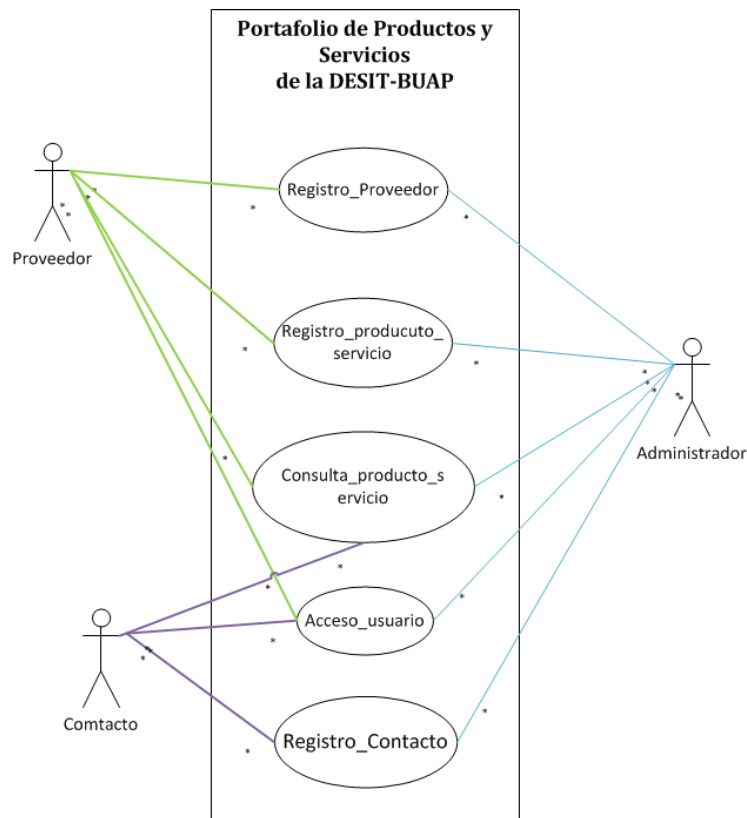 Portafolio de Productos y
Servicios
de la DESIT-BUAP
Proveedor
Registro_Proveedor
Registro_producuto_
servicio
Administrador
Consulta_producto_s
ervicio
Acceso_usuario
Comtacto
Registro_Contacto